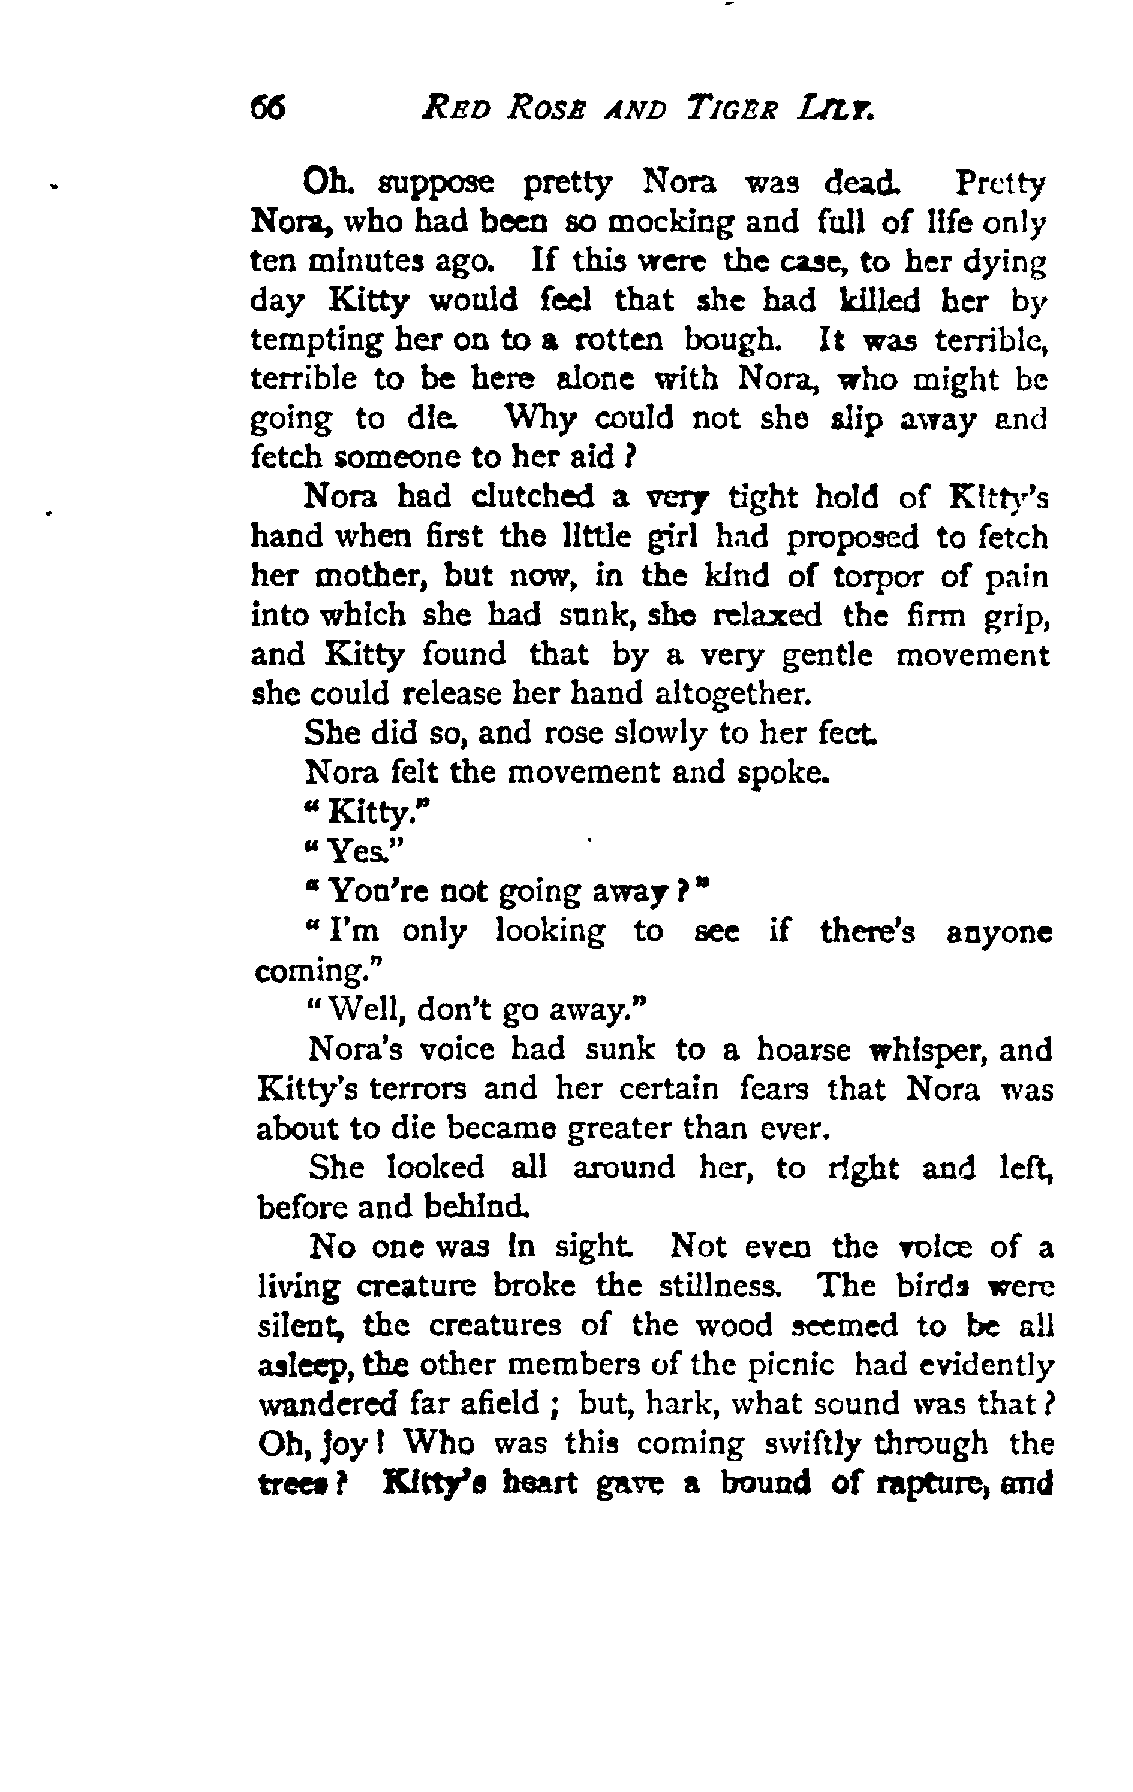 66 RED ROSE AND TIGER LILY.
Oh. suppose pretty Nora was dead. Pretty
Nora, who had been so mocking and full of life only
ten minutes ago. If this were the case, to her dying
day Kitty would feel that she had killed her by
tempting her on to a rotten bough. It was terrible,
terrible to be here alone with Nora, who might be
going to die. Why could not she slip away and
fetch someone to her aid ?
Nora had clutched a very tight hold of Kitty's
hand when first the little girl had proposed to fetch
her mother, but now, in the kind of torpor of pain
into which she had sunk, she relaxed the firm grip,
and Kitty found that by a very gentle movement
she could release her hand altogether.
She did so, and rose slowly to her feet.
Nora felt the movement and spoke.
" Kitty."
" Yes."
" You're not going away ? "
" I'm only looking to see if there's anyone
coming."
" Well, don't go away."
Nora's voice had sunk to a hoarse whisper, and
Kitty's terrors and her certain fears that Nora was
about to die became greater than ever.
She looked all around her, to right and left,
before and behind.
No one was in sight. Not even the voice of a
living creature broke the stillness. The birds were
silent, the creatures of the wood seemed to be all
asleep, the other members of the picnic had evidently
wandered far afield ; but, hark, what sound was that ?
Oh, joy ! Who was this coming swiftly through the
trees ? Kitty's heart gave a bound of rapture, and